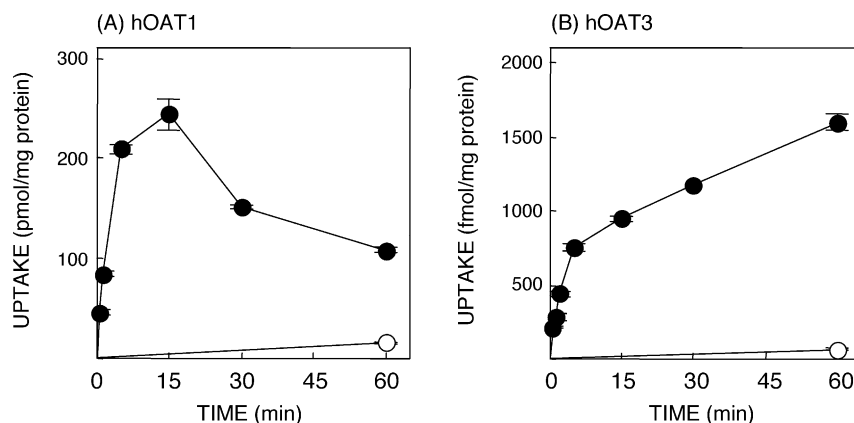 (A) hOAT1
300
200
100
UPTAKE (pmol/mg protein)
0 15 30 45 60
TIME (min)
(B) hOAT3
2000
1500
1000
500
UPTAKE (fmol/mg protein)
0 15 30 45 60
TIME (min)